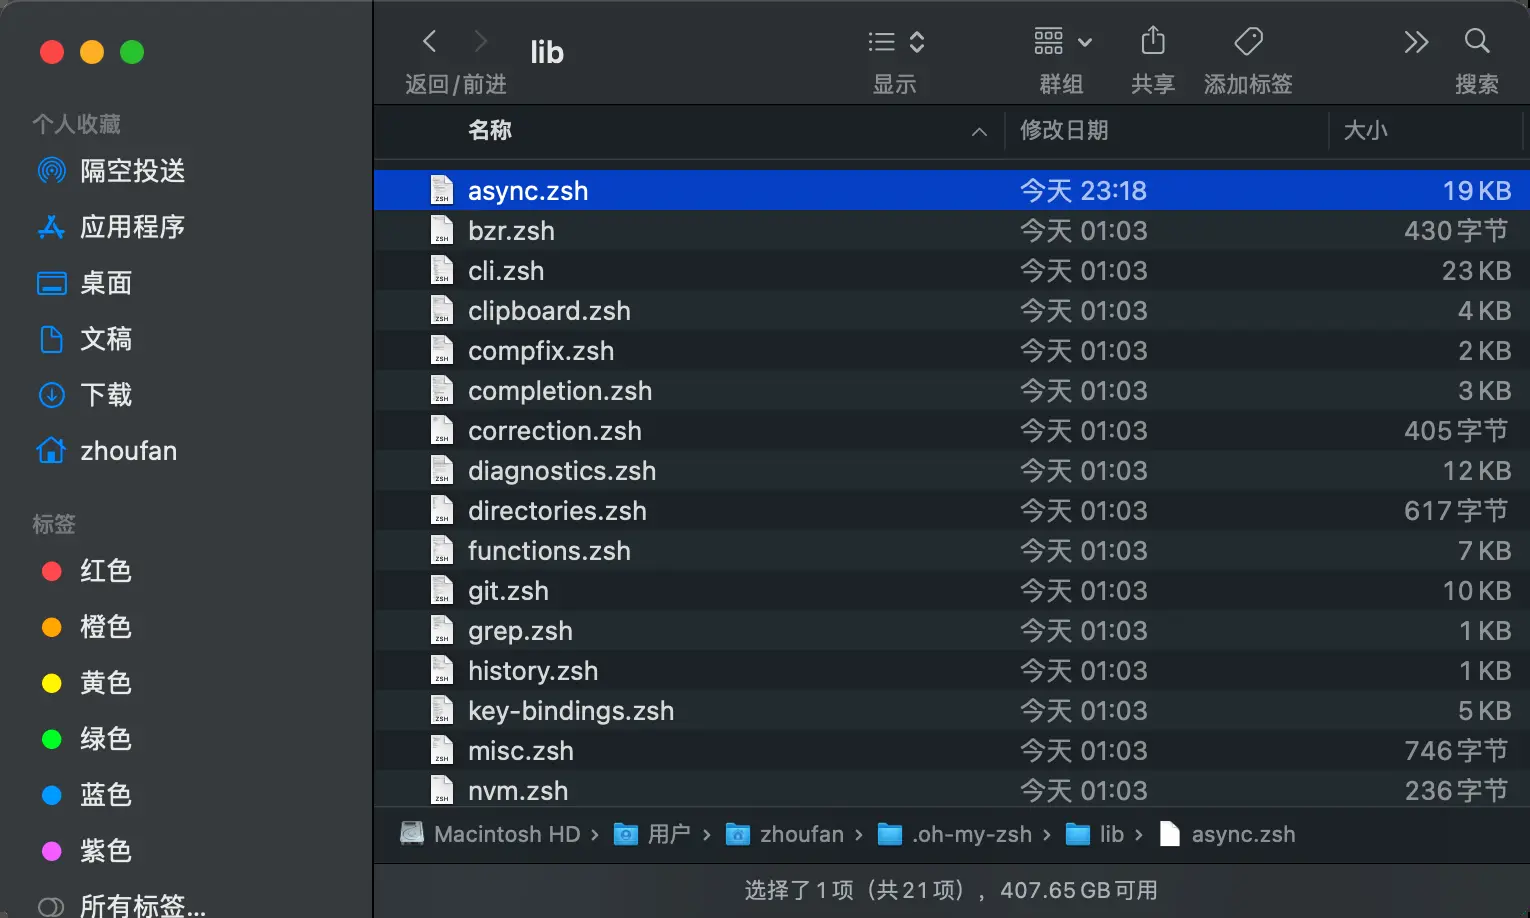 lib
返回/前进
显示
群组
共享
添加标签
搜索
个人收藏
隔空投送
应用程序
桌面
文稿
下载
zhoufan
标签
红色
橙色
黄色
绿色
蓝色
紫色
所有标签...
名称 修改日期 大小
async.zsh 今天 23:18 19 KB
bzr.zsh 今天 01:03 430 字节
cli.zsh 今天 01:03 23 KB
clipboard.zsh 今天 01:03 4 KB
compfix.zsh 今天 01:03 2 KB
completion.zsh 今天 01:03 3 KB
correction.zsh 今天 01:03 405 字节
diagnostics.zsh 今天 01:03 12 KB
directories.zsh 今天 01:03 617 字节
functions.zsh 今天 01:03 7 KB
git.zsh 今天 01:03 10 KB
grep.zsh 今天 01:03 1 KB
history.zsh 今天 01:03 1 KB
key-bindings.zsh 今天 01:03 5 KB
misc.zsh 今天 01:03 746 字节
nvm.zsh 今天 01:03 236 字节
Macintosh HD › 用户 › zhoufan › .oh-my-zsh › lib › async.zsh
选择了 1 项（共 21 项），407.65 GB 可用